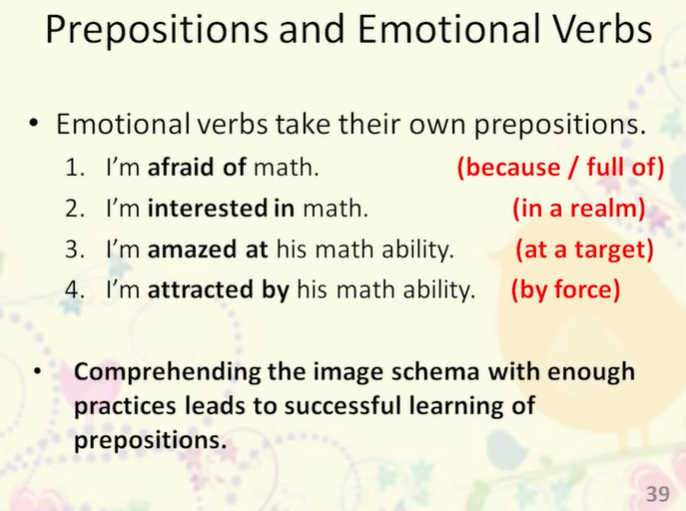 Prepositions and Emotional Verbs
• Emotional verbs take their own prepositions.
1. I'm afraid of math. (because / full of)
2. I'm interested in math. (in a realm)
3. I'm amazed at his math ability. (at a target)
4. I'm attracted by his math ability. (by force)
• Comprehending the image schema with enough
practices leads to successful learning of
prepositions.
39